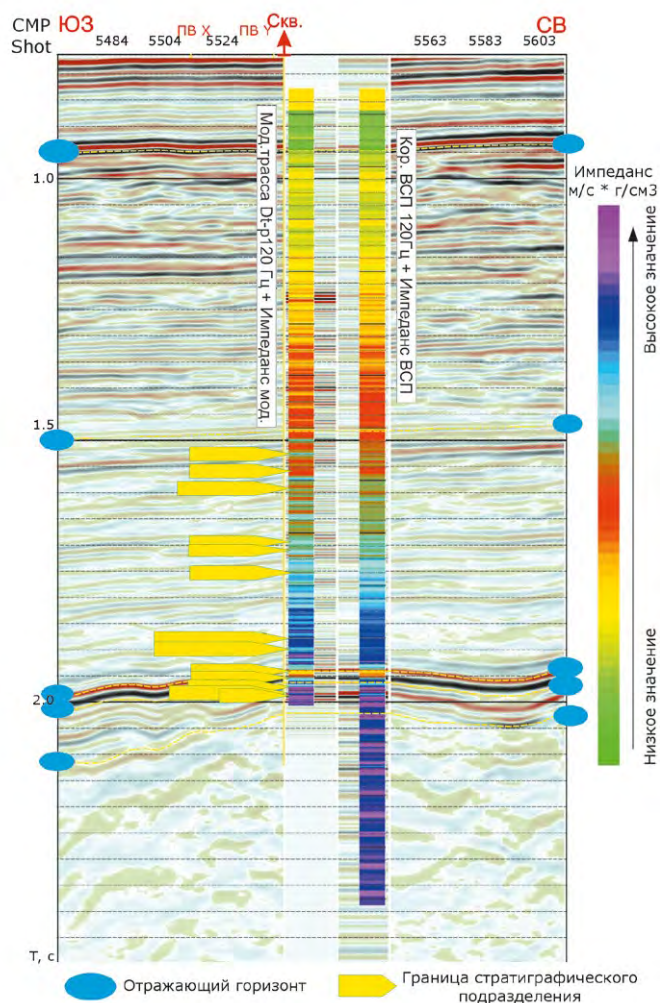 CMP ЮЗ ПВ X ПВ Y Скв. СВ
Shot 5484 5504 5524 5563 5583 5603
Мод.трасса Dt-p120 Гц + Импеданс мод.
Кор. ВСП 120Гц + Импеданс ВСП
Импеданс
м/с * г/см3
Высокое значение
Низкое значение
1.0
1.5
2.0
T, c
Отражающий горизонт
Граница стратиграфического
подразделения